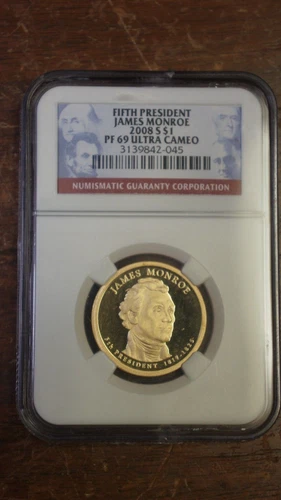 FIFTH PRESIDENT
JAMES MONROE
2008 S $1
PF 69 ULTRA CAMEO
3139842-045
NUMISMATIC GUARANTY CORPORATION
JAMES MONROE
5TH PRESIDENT 1817-1825